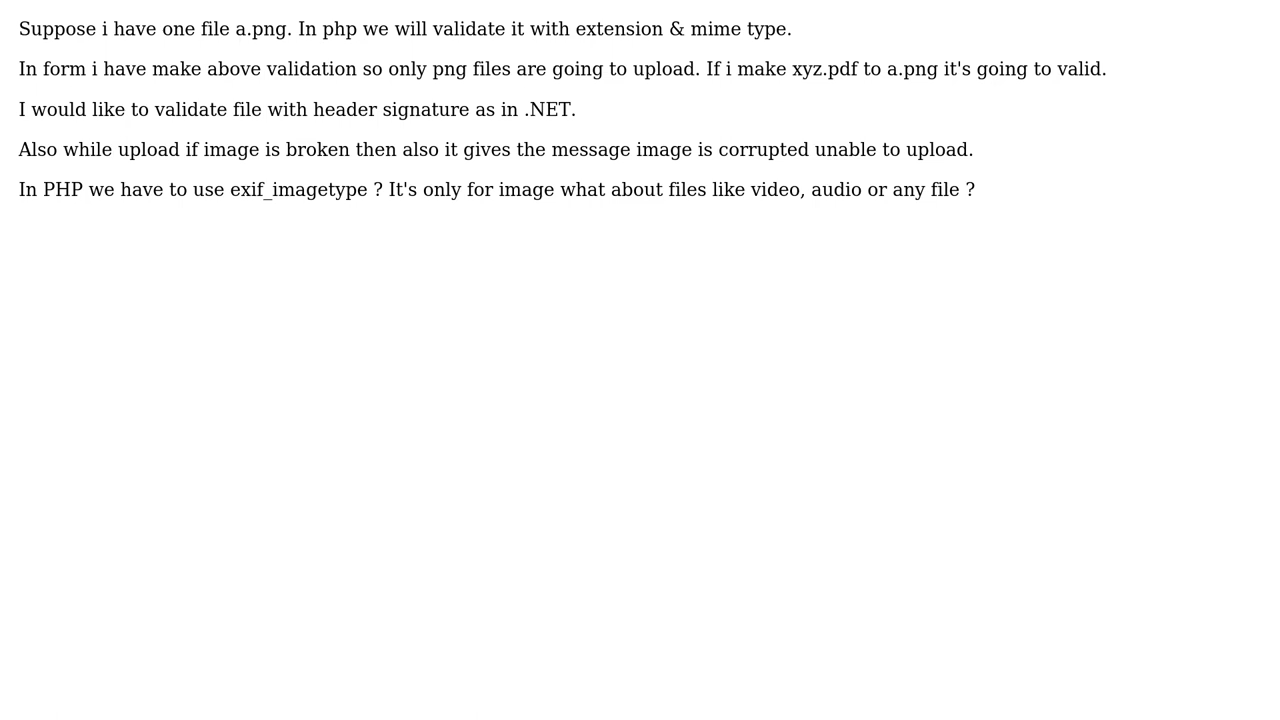 Suppose i have one file a.png. In php we will validate it with extension & mime type.
In form i have make above validation so only png files are going to upload. If i make xyz.pdf to a.png it's going to valid.
I would like to validate file with header signature as in .NET.
Also while upload if image is broken then also it gives the message image is corrupted unable to upload.
In PHP we have to use exif_imagetype ? It's only for image what about files like video, audio or any file ?